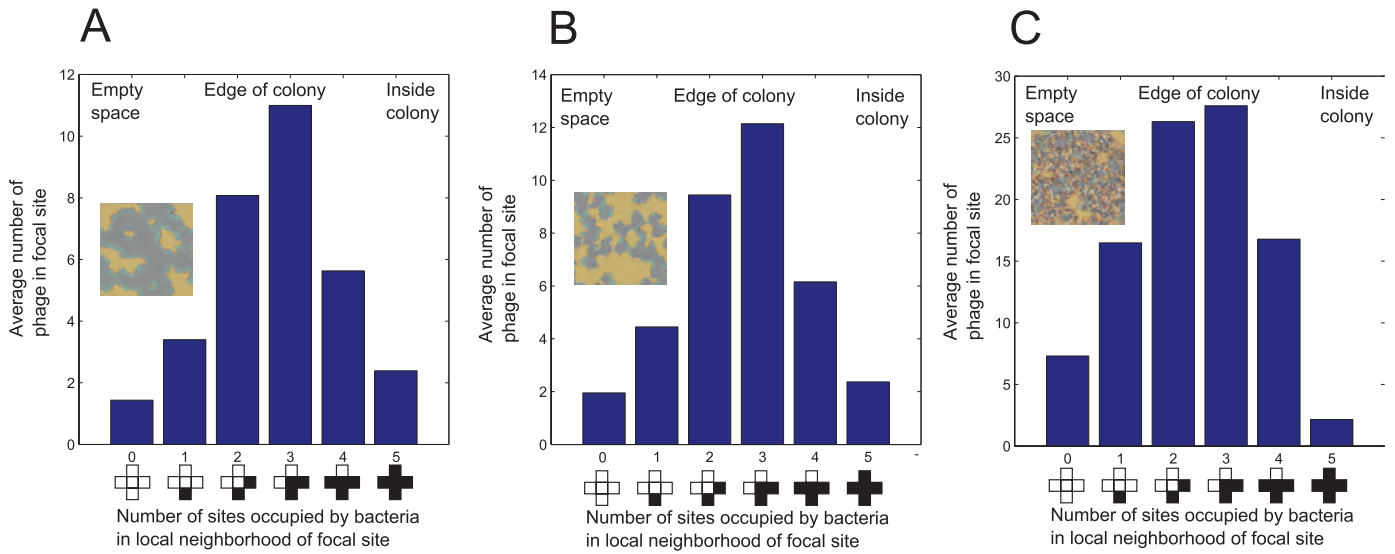 A
12
10
8
6
4
2
0
Empty
space
Edge of colony
Inside
colony
Average number of
phage in focal site
0 1 2 3 4 5
Number of sites occupied by bacteria
in local neighborhood of focal site
B
14
12
10
8
6
4
2
0
Empty
space
Edge of colony
Inside
colony
Average number of
phage in focal site
0 1 2 3 4 5 -
Number of sites occupied by bacteria
in local neighborhood of focal site
C
30
25
20
15
10
5
0
Empty
space
Edge of colony
Inside
colony
Average number of
phage in focal site
0 1 2 3 4 5
Number of sites occupied by bacteria
in local neighborhood of focal site